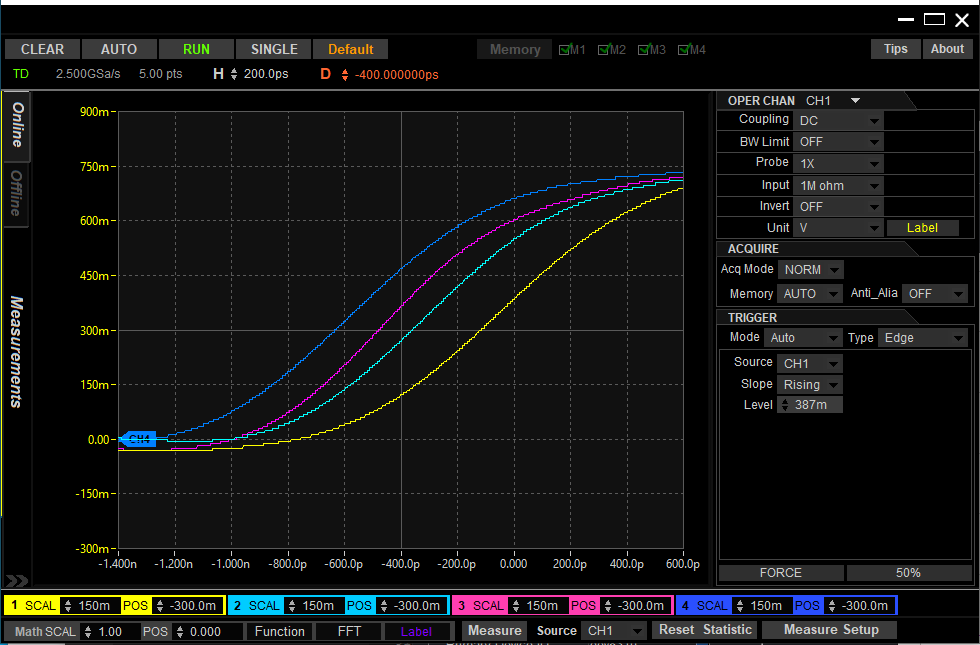 CLEAR AUTO RUN SINGLE Default Memory M1 M2 M3 M4 Tips About
TD 2.500GSa/s 5.00 pts H 200.0ps D -400.000000ps
Online
Offline
Measurements
900m
750m
600m
450m
300m
150m
0.00
-150m
-300m
CH1
-1.400n -1.200n -1.000n -800.0p -600.0p -400.0p -200.0p 0.000 200.0p 400.0p 600.0p
OPER CHAN CH1
Coupling DC
BW Limit OFF
Probe 1X
Input 1M ohm
Invert OFF
Unit V Label
ACQUIRE
Acq Mode NORM
Memory AUTO Anti_Alia OFF
TRIGGER
Mode Auto Type Edge
Source CH1
Slope Rising
Level 387m
FORCE 50%
1 SCAL 150m POS -300.0m 2 SCAL 150m POS -300.0m 3 SCAL 150m POS -300.0m 4 SCAL 150m POS -300.0m
Math SCAL 1.00 POS 0.000 Function FFT Label Measure Source CH1 Reset Statistic Measure Setup